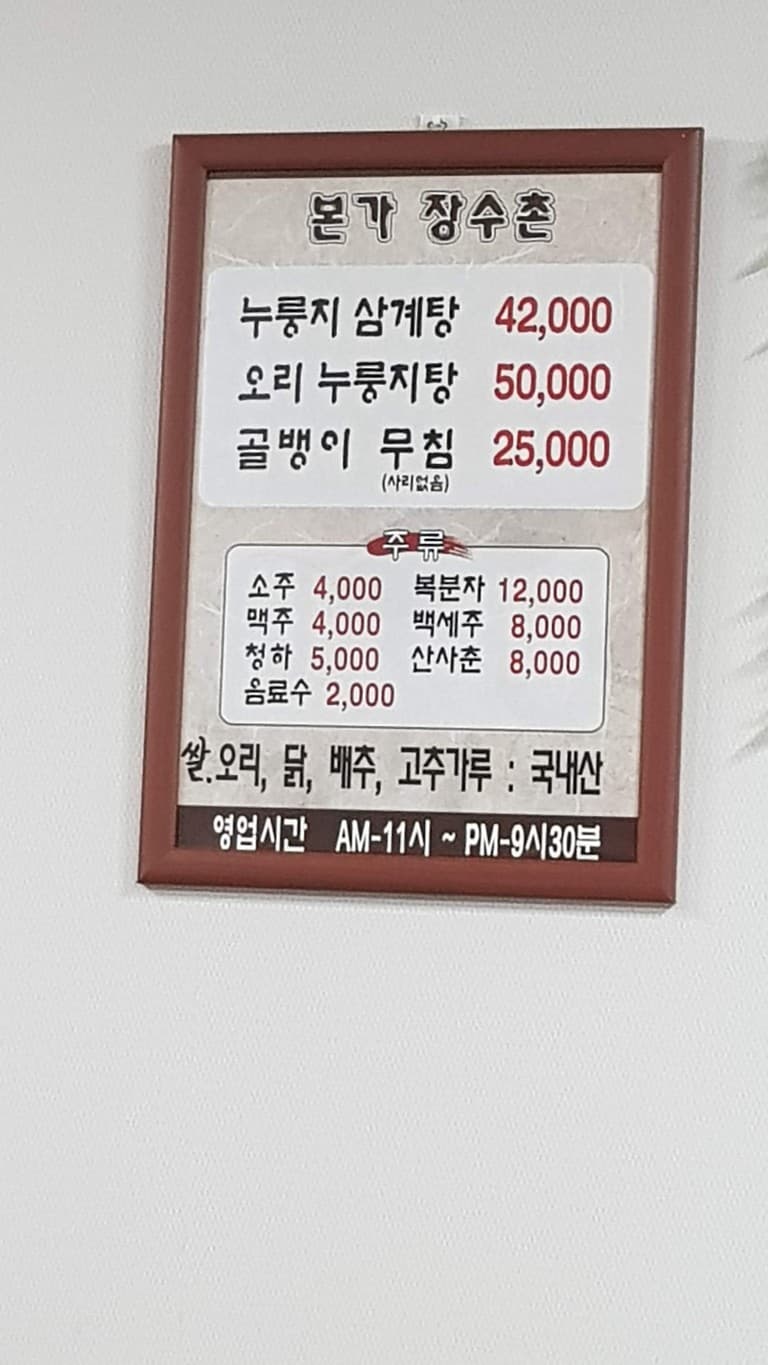 본가 장수촌
누룽지 삼계탕 42,000
오리 누룽지탕 50,000
골뱅이 무침 25,000
(사리없음)
주류
소주 4,000 복분자 12,000
맥주 4,000 백세주 8,000
청하 5,000 산사춘 8,000
음료수 2,000
쌀.오리, 닭, 배추, 고추가루 : 국내산
영업시간 AM-11시 ~ PM-9시30분